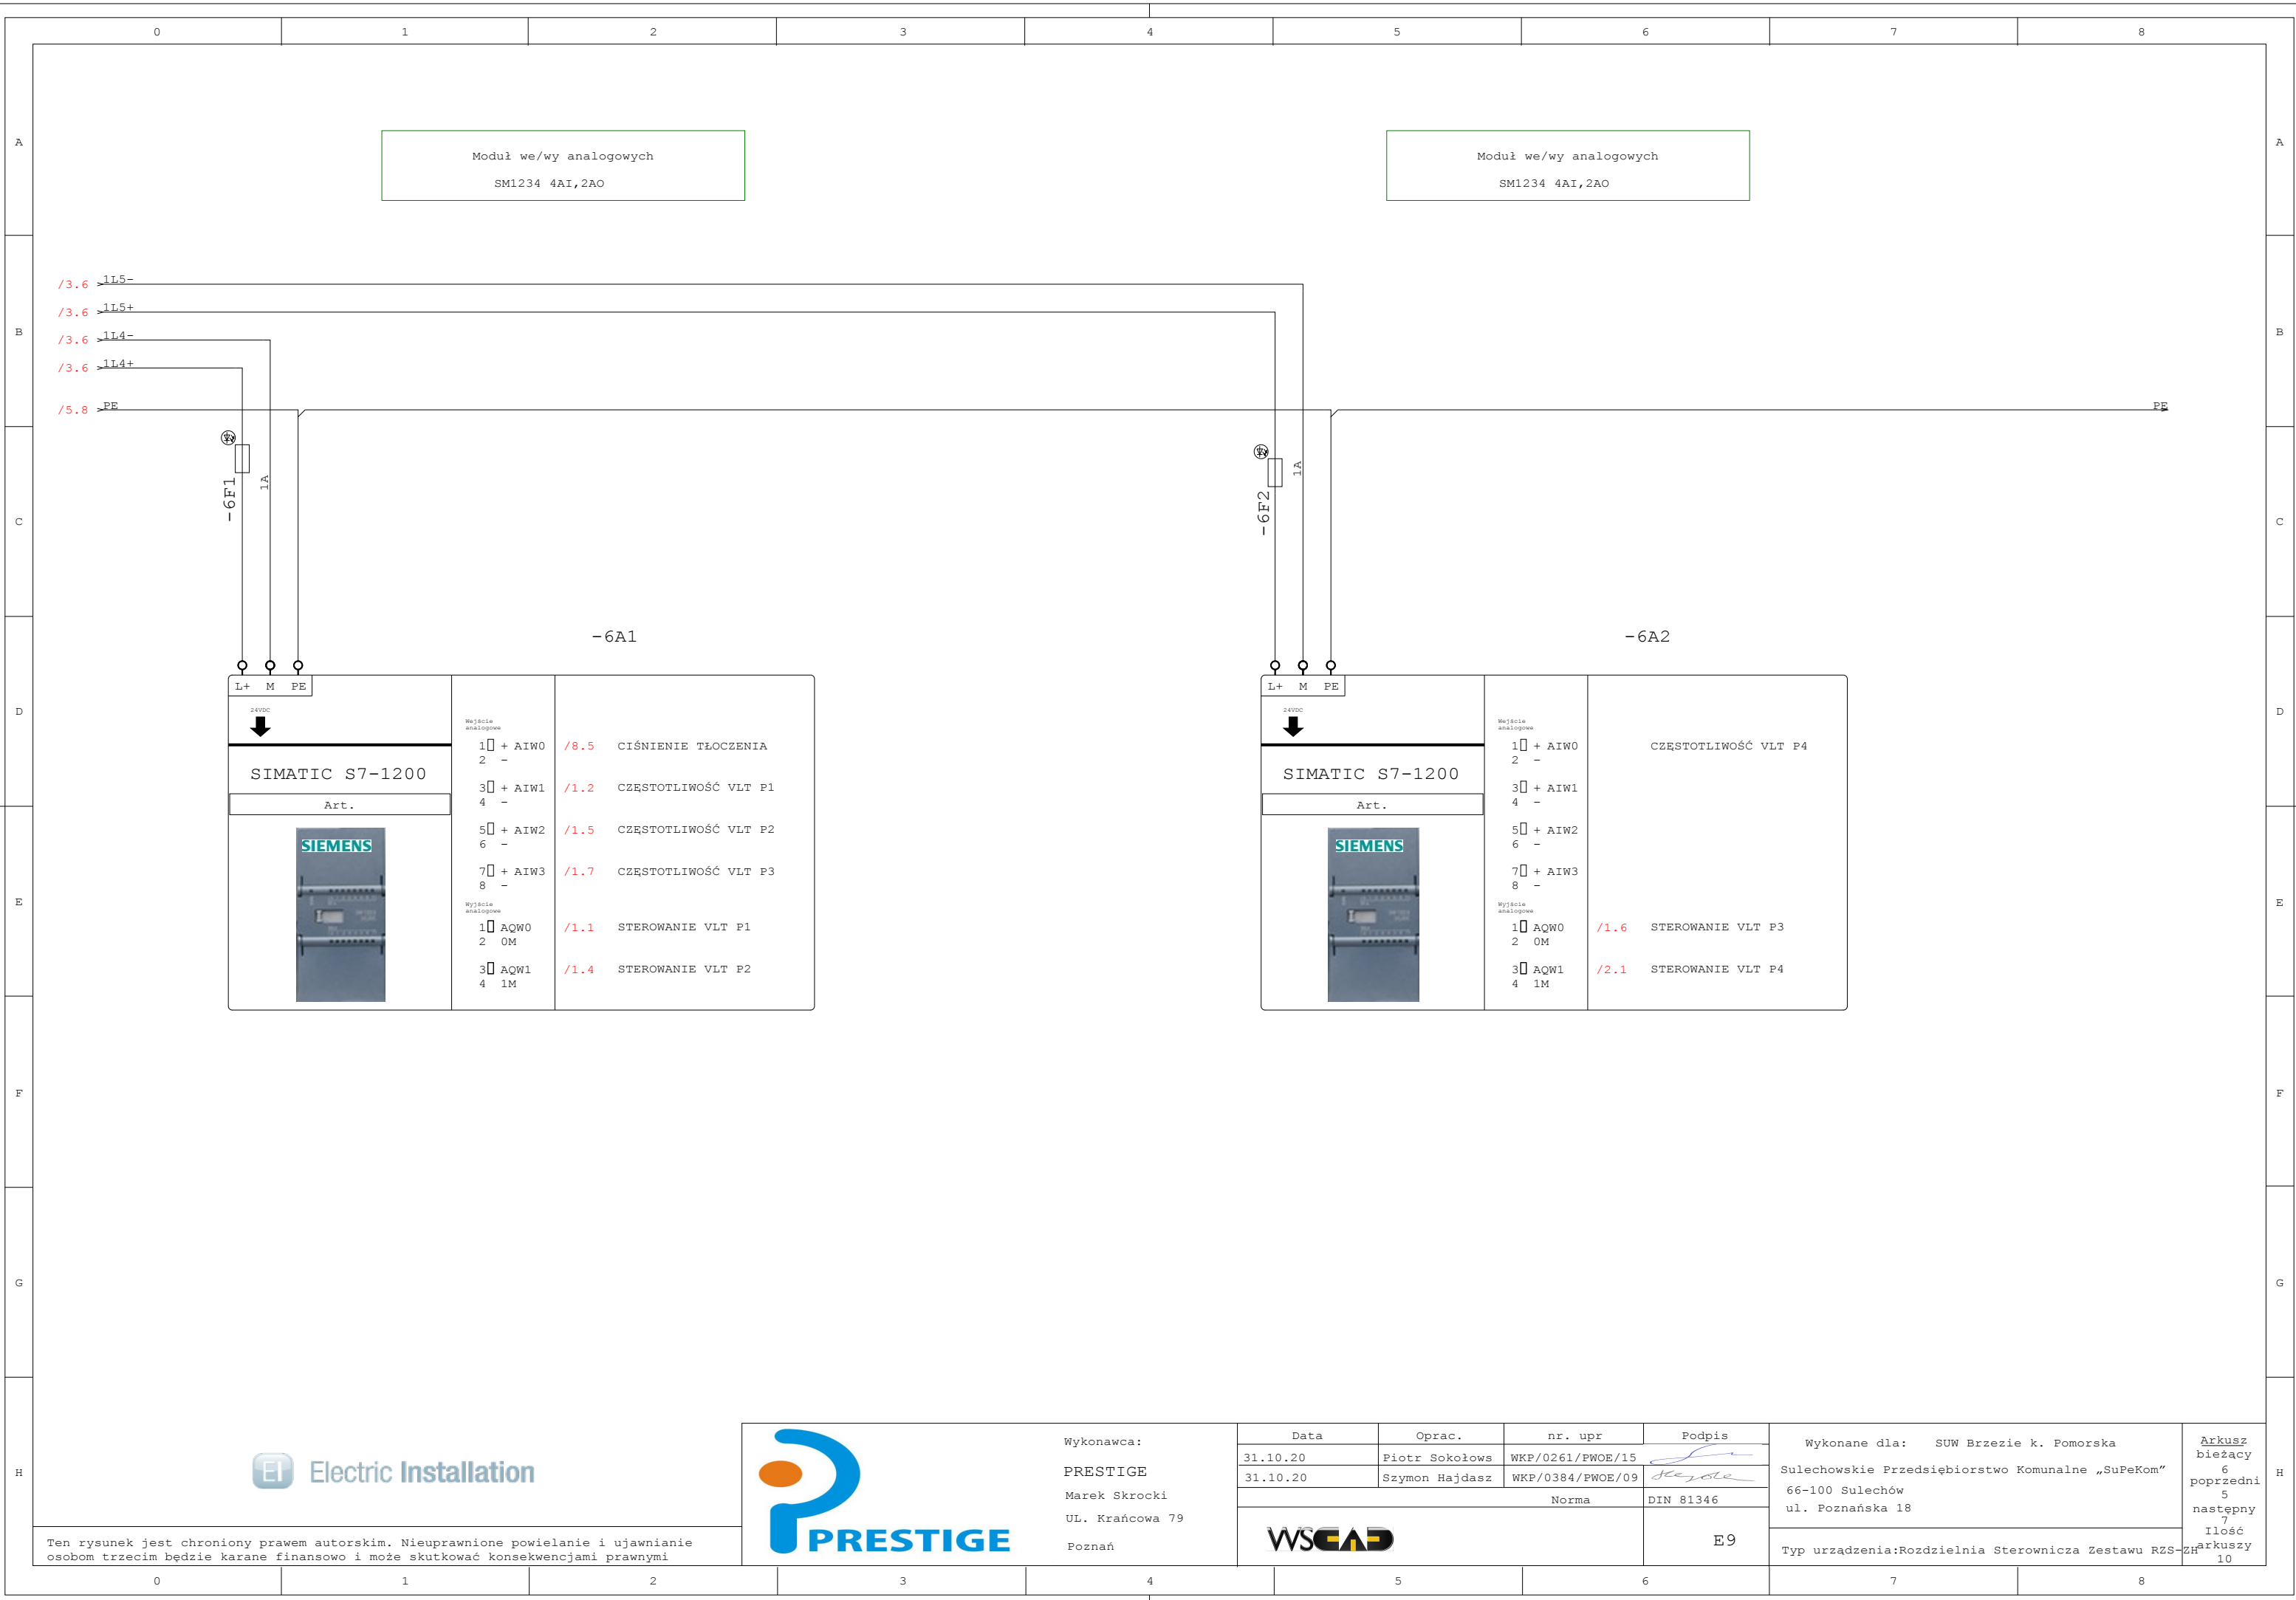 0 1 2 3 4 5 6 7 8
A A
Moduł we/wy analogowych
SM1234 4AI,2AO
Moduł we/wy analogowych
SM1234 4AI,2AO
/3.6 1L5-
/3.6 1L5+
B B
/3.6 1L4-
/3.6 1L4+
/5.8 PE PE
-6F1 1A
-6F2 1A
C C
-6A1
L+ M PE
24VDC
SIMATIC S7-1200
Art.
SIEMENS
Wejście
analogowe
1 + AIW0 /8.5 CIŚNIENIE TŁOCZENIA
2 -
3 + AIW1 /1.2 CZĘSTOTLIWOŚĆ VLT P1
4 -
5 + AIW2 /1.5 CZĘSTOTLIWOŚĆ VLT P2
6 -
7 + AIW3 /1.7 CZĘSTOTLIWOŚĆ VLT P3
8 -
Wyjście
analogowe
1 AQW0 /1.1 STEROWANIE VLT P1
2 0M
3 AQW1 /1.4 STEROWANIE VLT P2
4 1M
-6A2
L+ M PE
24VDC
SIMATIC S7-1200
Art.
SIEMENS
Wejście
analogowe
1 + AIW0 CZĘSTOTLIWOŚĆ VLT P4
2 -
3 + AIW1
4 -
5 + AIW2
6 -
7 + AIW3
8 -
Wyjście
analogowe
1 AQW0 /1.6 STEROWANIE VLT P3
2 0M
3 AQW1 /2.1 STEROWANIE VLT P4
4 1M
D D
E E
F F
G G
H H
EI Electric Installation
Ten rysunek jest chroniony prawem autorskim. Nieuprawnione powielanie i ujawnianie
osobom trzecim będzie karane finansowo i może skutkować konsekwencjami prawnymi
PRESTIGE
Wykonawca:
PRESTIGE
Marek Skrocki
UL. Krańcowa 79
Poznań
Data Oprac. nr. upr Podpis
31.10.20 Piotr Sokołows WKP/0261/PWOE/15
31.10.20 Szymon Hajdasz WKP/0384/PWOE/09
Norma DIN 81346
WSCAD
E9
Wykonane dla: SUW Brzezie k. Pomorska
Sulechowskie Przedsiębiorstwo Komunalne „SuPeKom”
66-100 Sulechów
ul. Poznańska 18
Typ urządzenia:Rozdzielnia Sterownicza Zestawu RZS-ZH
Arkusz
bieżący
6
poprzedni
5
następny
7
Ilość
arkuszy
10
0 1 2 3 4 5 6 7 8